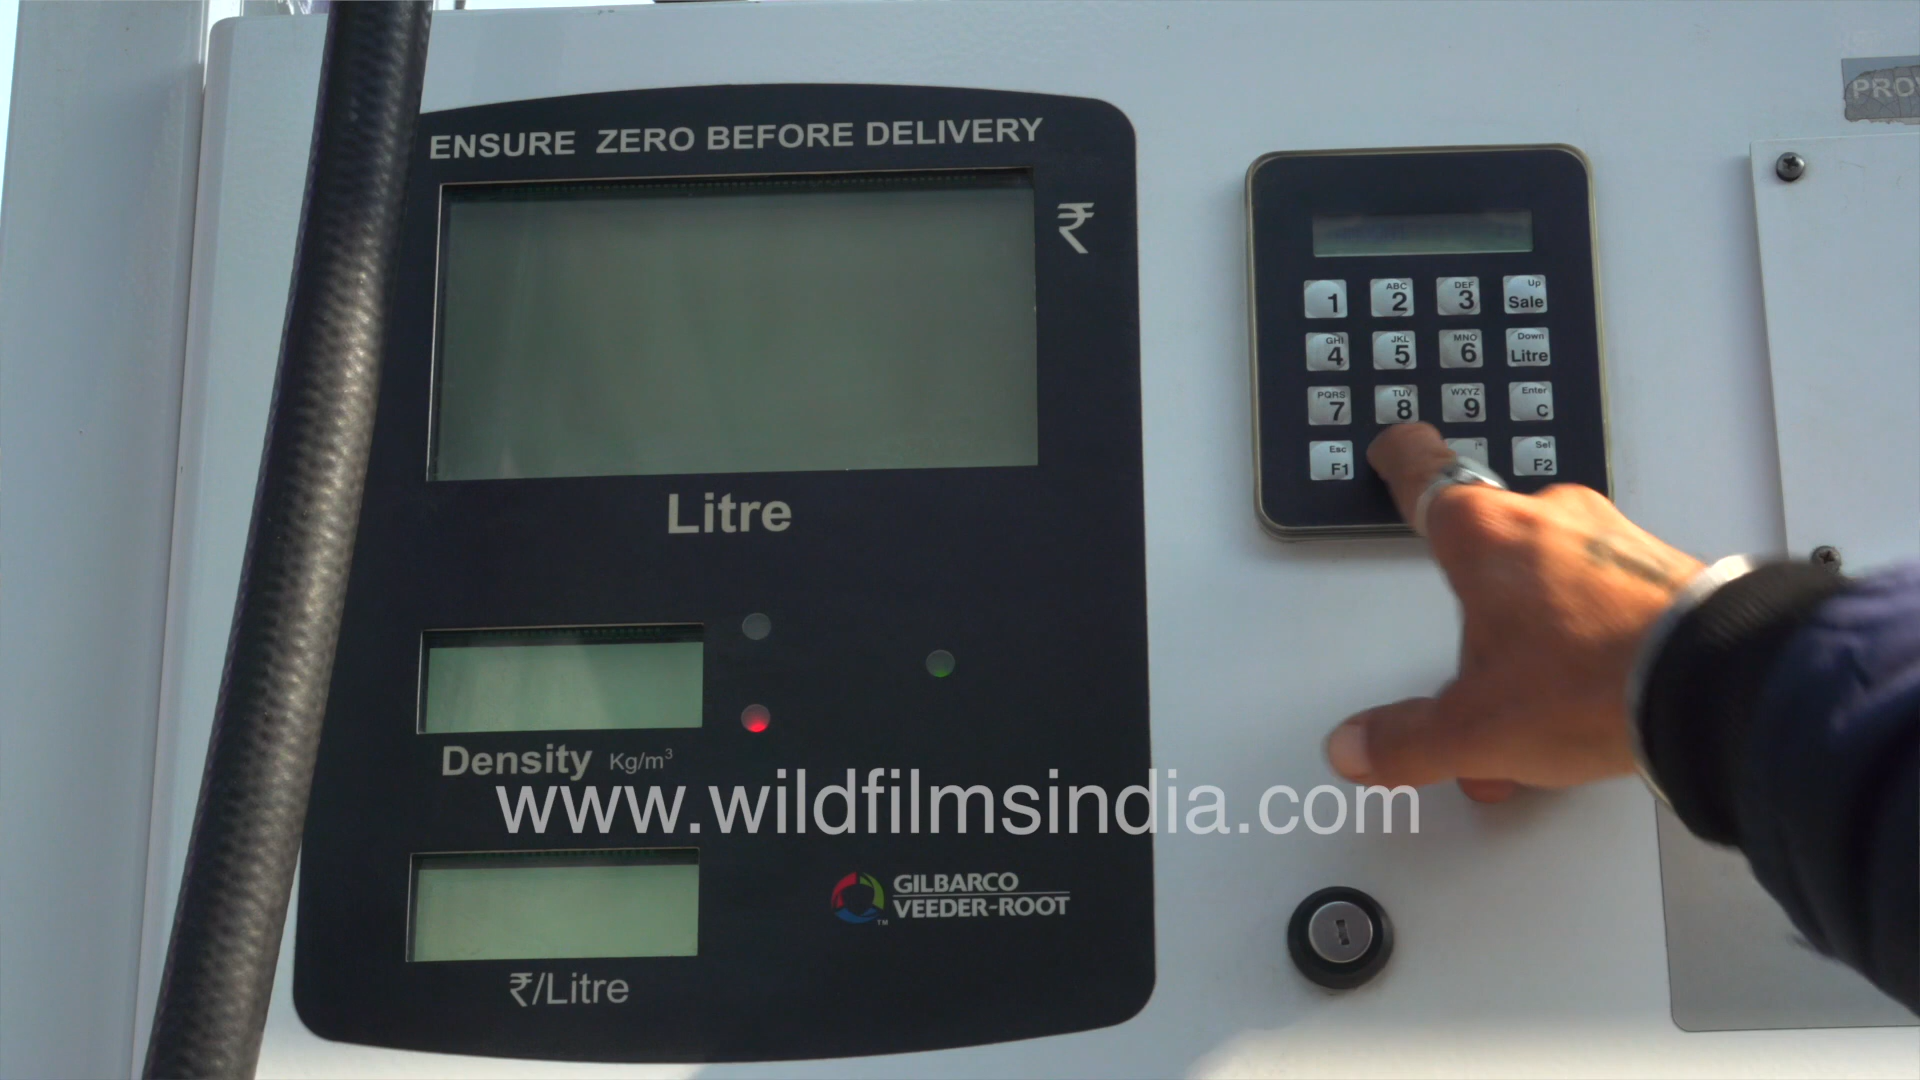 ENSURE ZERO BEFORE DELIVERY
₹
Litre
Density Kg/m³
₹/Litre
GILBARCO
VEEDER-ROOT
TM
1
ABC
2
DEF
3
Up
Sale
GHI
4
JKL
5
MNO
6
Down
Litre
PQRS
7
TUV
8
WXYZ
9
Enter
C
Esc
F1
Sel
F2
www.wildfilmsindia.com